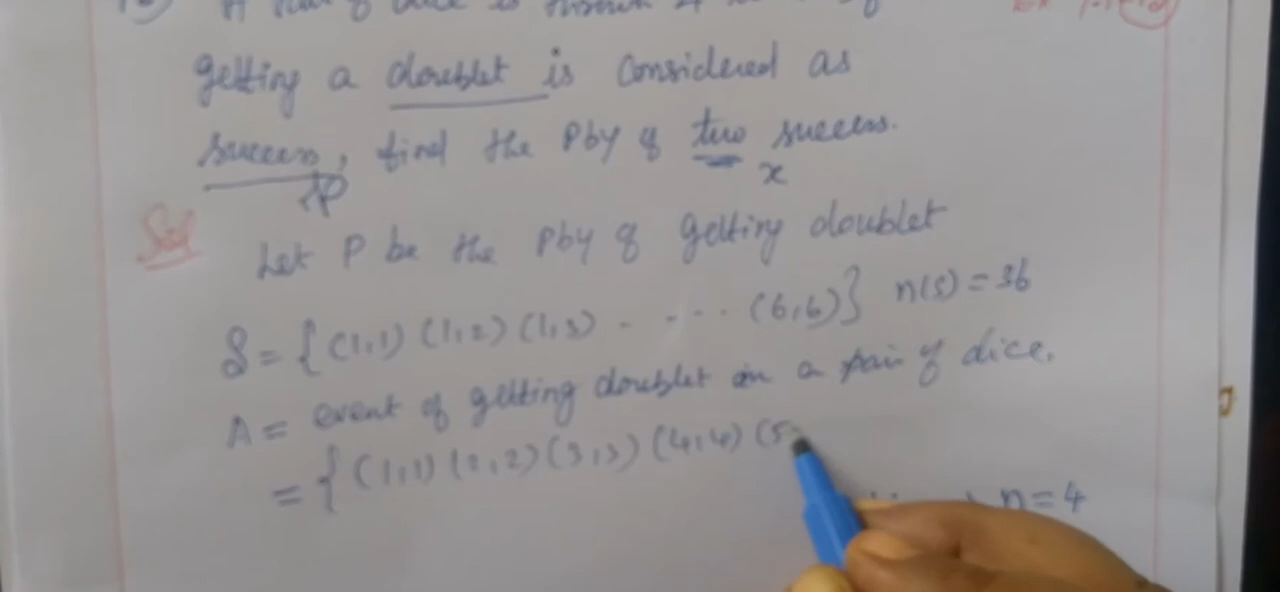 getting a doublet is considered as
success, find the Pby of two success.
P x
Sol
Let P be the Pby of getting doublet
S = { (1,1) (1,2) (1,3) - - - - (6,6)} n(s) = 36
A = event of getting doublet in a pair of dice.
= { (1,1) (2,2) (3,3) (4,4) (5
n = 4